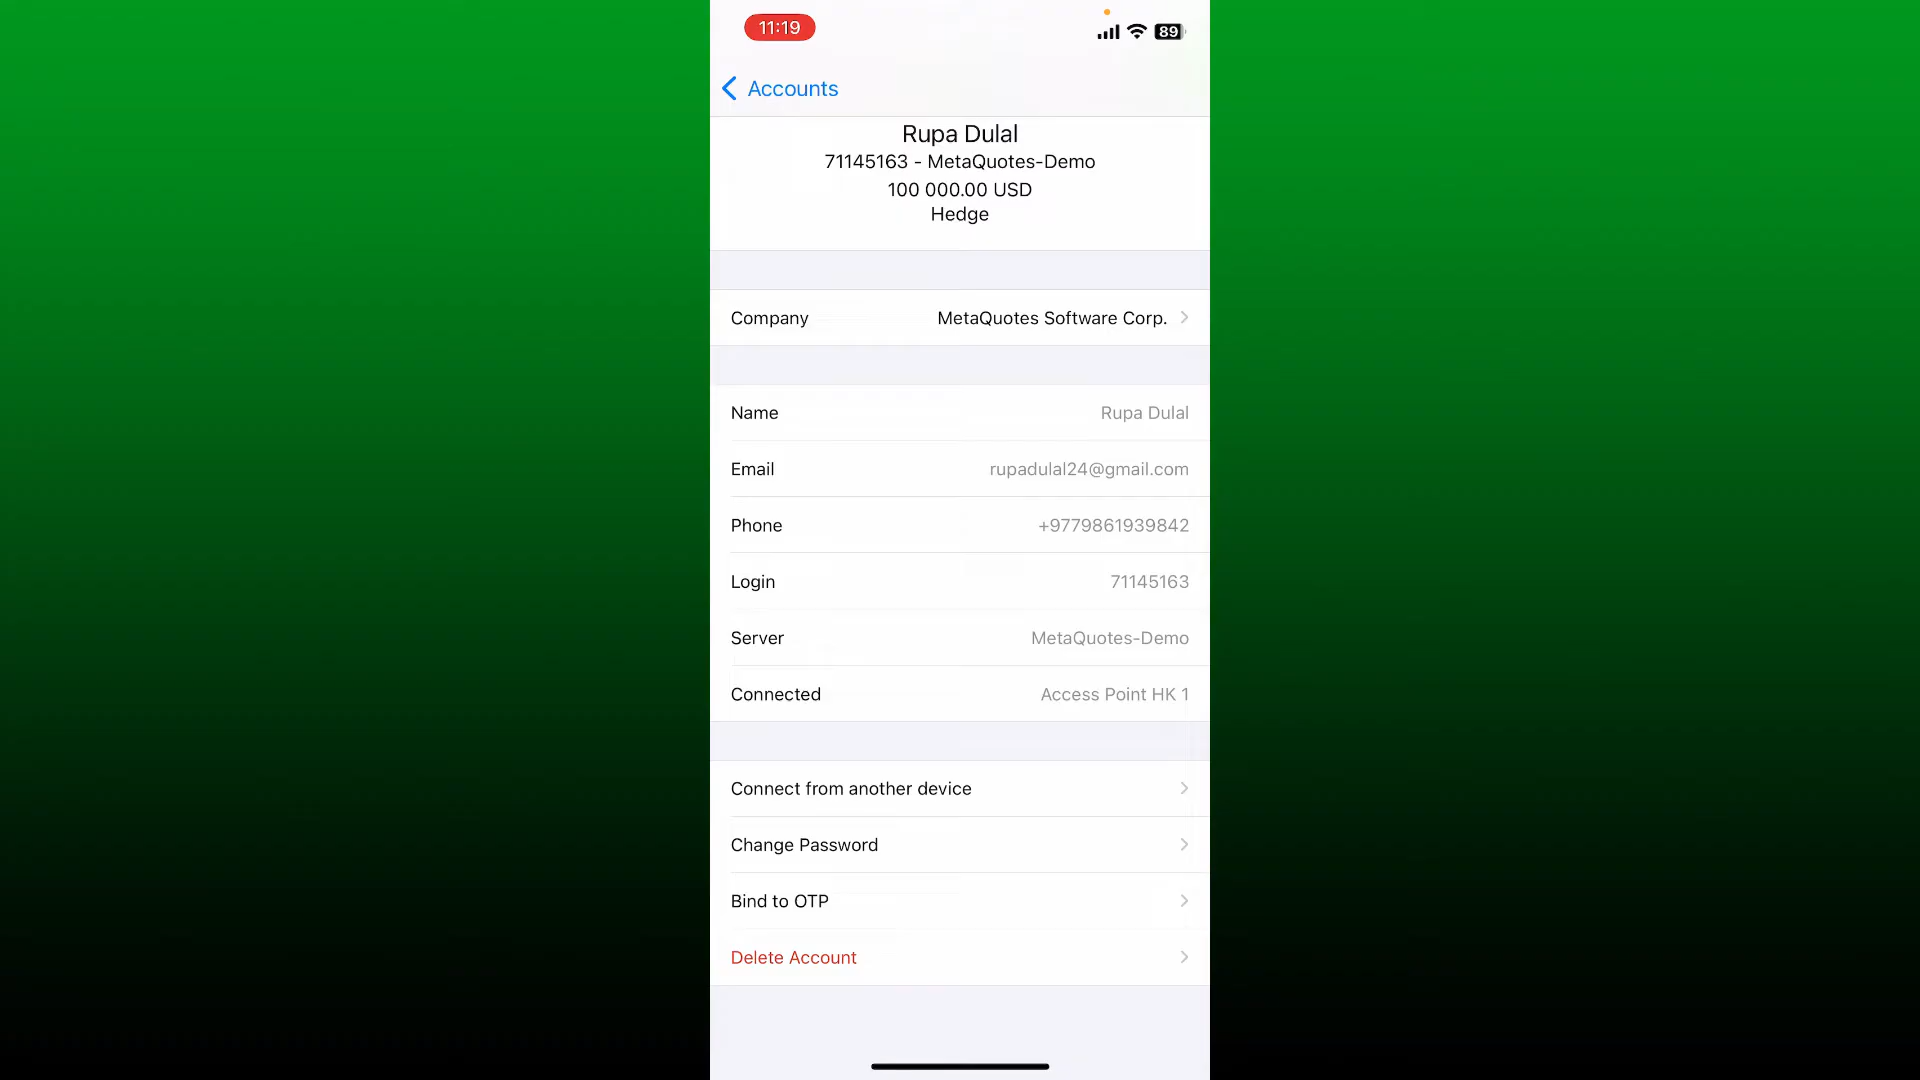 11:19
89
Accounts
Rupa Dulal
71145163 - MetaQuotes-Demo
100 000.00 USD
Hedge
Company MetaQuotes Software Corp.
Name Rupa Dulal
Email rupadulal24@gmail.com
Phone +9779861939842
Login 71145163
Server MetaQuotes-Demo
Connected Access Point HK 1
Connect from another device
Change Password
Bind to OTP
Delete Account